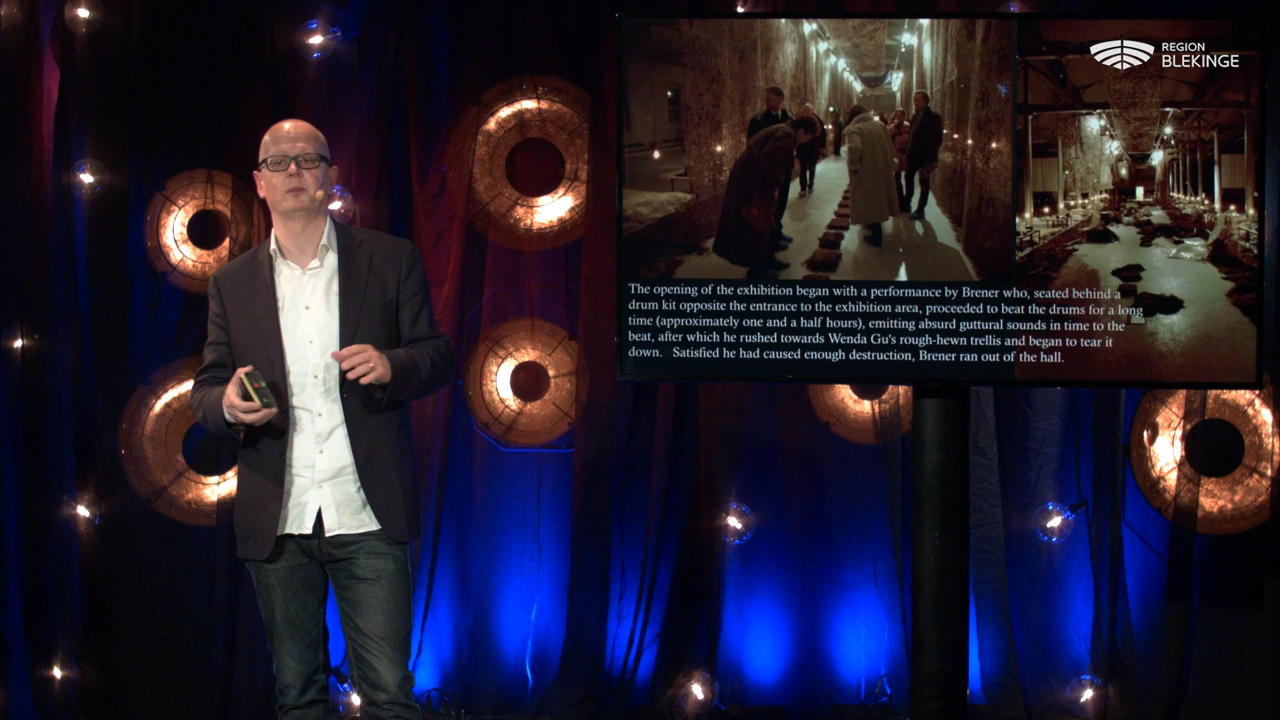 REGION
BLEKINGE
The opening of the exhibition began with a performance by Brener who, seated behind a
drum kit opposite the entrance to the exhibition area, proceeded to beat the drums for a long
time (approximately one and a half hours), emitting absurd guttural sounds in time to the
beat, after which he rushed towards Wenda Gu's rough-hewn trellis and began to tear it
down. Satisfied he had caused enough destruction, Brener ran out of the hall.